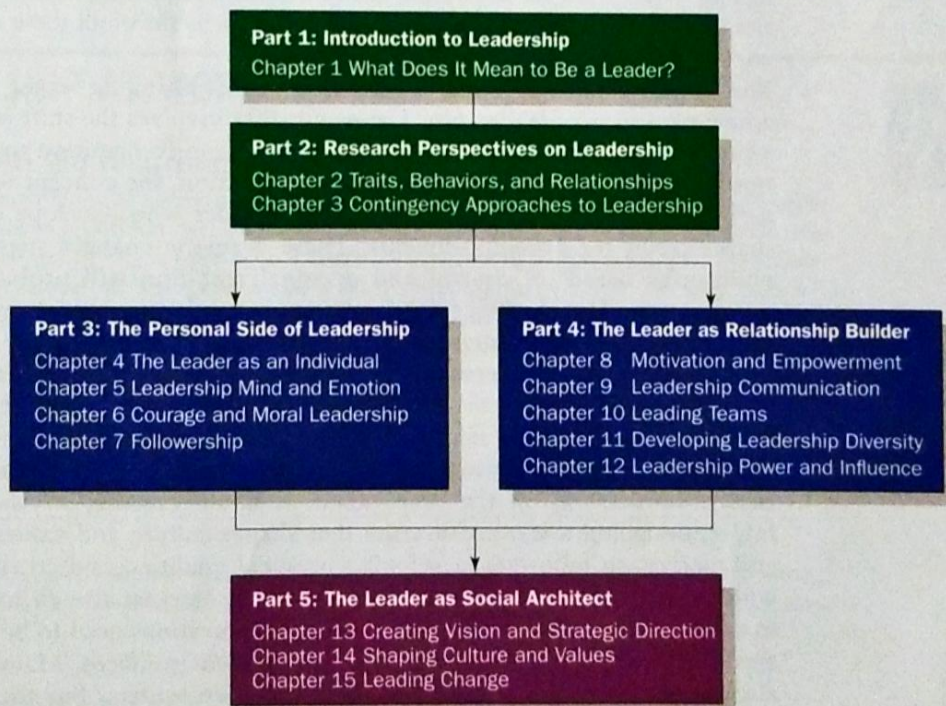 Part 1: Introduction to Leadership
Chapter 1 What Does It Mean to Be a Leader?
Part 2: Research Perspectives on Leadership
Chapter 2 Traits, Behaviors, and Relationships
Chapter 3 Contingency Approaches to Leadership
Part 3: The Personal Side of Leadership
Chapter 4 The Leader as an Individual
Chapter 5 Leadership Mind and Emotion
Chapter 6 Courage and Moral Leadership
Chapter 7 Followership
Part 4: The Leader as Relationship Builder
Chapter 8 Motivation and Empowerment
Chapter 9 Leadership Communication
Chapter 10 Leading Teams
Chapter 11 Developing Leadership Diversity
Chapter 12 Leadership Power and Influence
Part 5: The Leader as Social Architect
Chapter 13 Creating Vision and Strategic Direction
Chapter 14 Shaping Culture and Values
Chapter 15 Leading Change